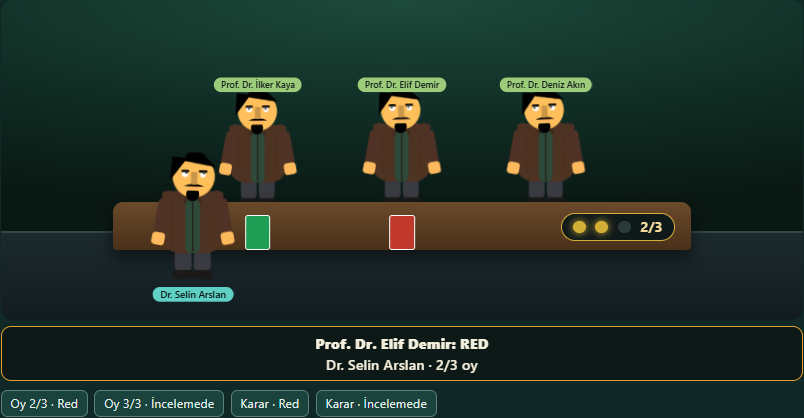 Prof. Dr. İlker Kaya
Prof. Dr. Elif Demir
Prof. Dr. Deniz Akın
2/3
Dr. Selin Arslan
Prof. Dr. Elif Demir: RED
Dr. Selin Arslan · 2/3 oy
Oy 2/3 · Red
Oy 3/3 · İncelemede
Karar · Red
Karar · İncelemede